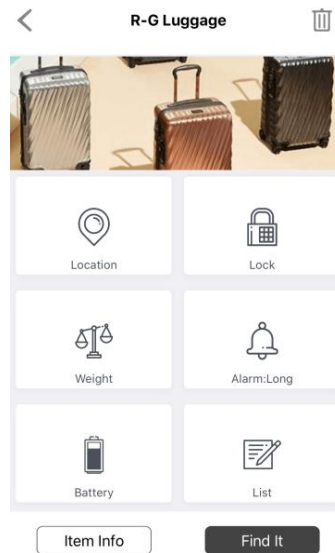 R-G Luggage
Location
Lock
Weight
Alarm:Long
Battery
List
Item Info
Find It